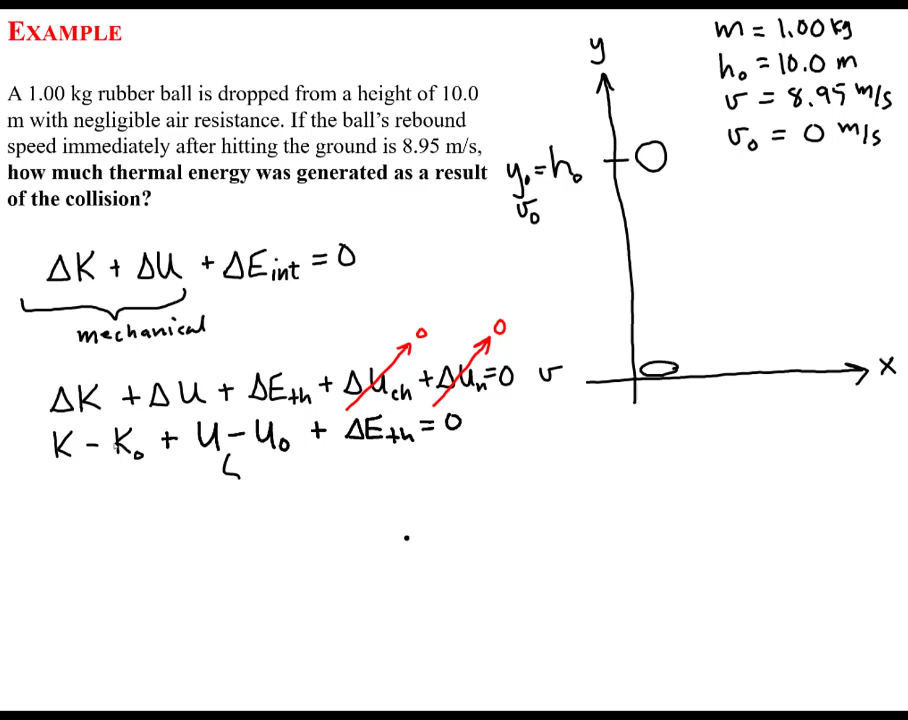 EXAMPLE
A 1.00 kg rubber ball is dropped from a height of 10.0
m with negligible air resistance. If the ball's rebound
speed immediately after hitting the ground is 8.95 m/s,
how much thermal energy was generated as a result
of the collision?
ΔK + ΔU + ΔE_int = 0
mechanical
0 0
ΔK + ΔU + ΔE_th + ΔU_ch + ΔU_n = 0
K - K₀ + U - U₀ + ΔE_th = 0
m = 1.00 kg
h₀ = 10.0 m
v = 8.95 m/s
v₀ = 0 m/s
y
y₀ = h₀
v₀
v
x